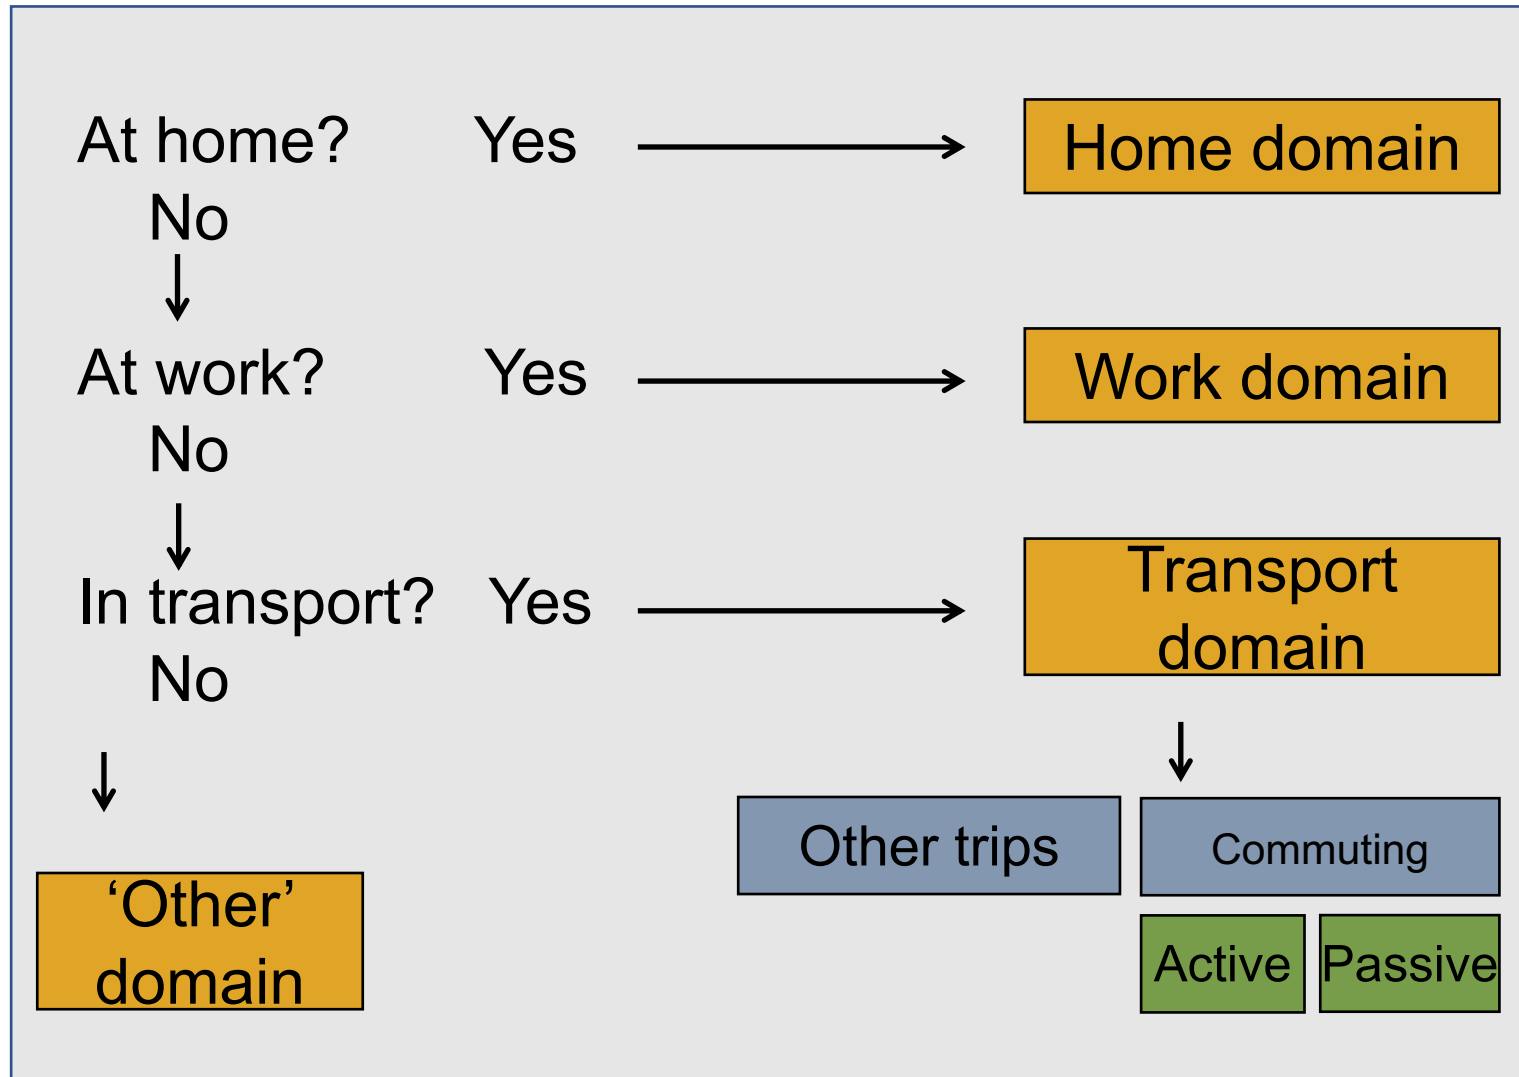 At home? Yes Home domain
No
At work? Yes Work domain
No
In transport? Yes Transport
domain
No
Other trips Commuting
‘Other’
domain
Active Passive